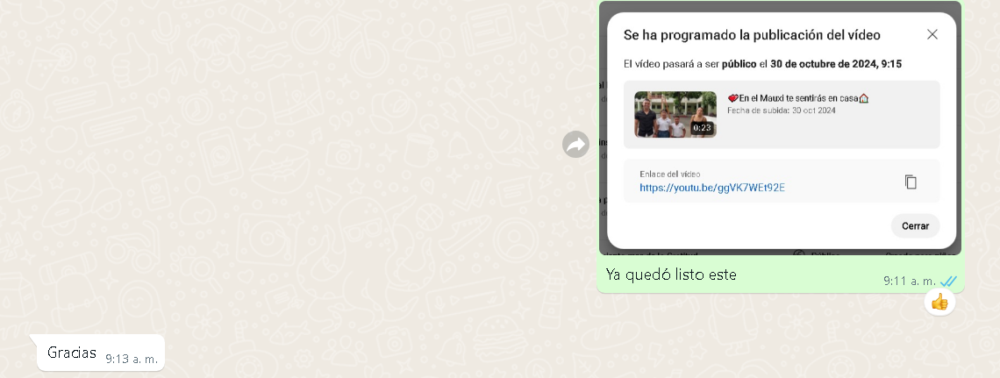 Se ha programado la publicación del vídeo
El vídeo pasará a ser público el 30 de octubre de 2024, 9:15
💖En el Mauxi te sentirás en casa🏠
Fecha de subida: 30 oct 2024
0:23
Enlace del vídeo
https://youtu.be/ggVK7WEt92E
Cerrar
Público
Ya quedó listo este
9:11 a. m.
👍
Gracias 9:13 a. m.